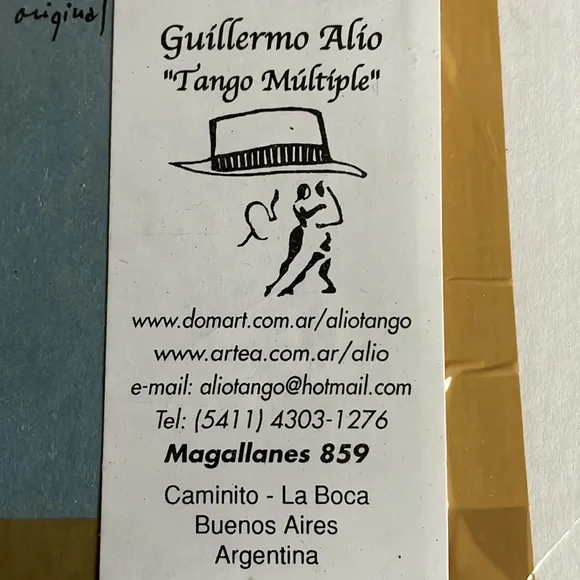 original
Guillermo Alio
"Tango Múltiple"
www.domart.com.ar/aliotango
www.artea.com.ar/alio
e-mail: aliotango@hotmail.com
Tel: (5411) 4303-1276
Magallanes 859
Caminito - La Boca
Buenos Aires
Argentina